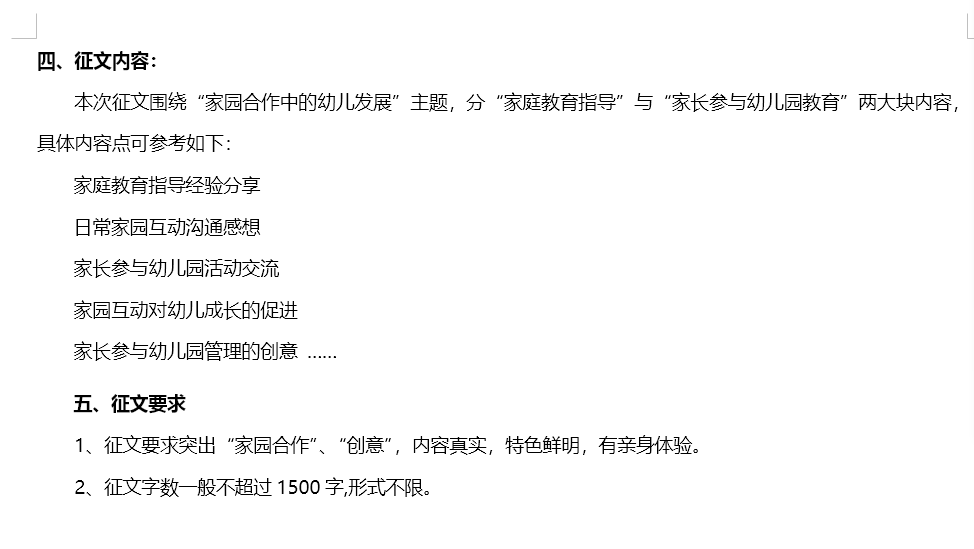 四、征文内容：
本次征文围绕“家园合作中的幼儿发展”主题，分“家庭教育指导”与“家长参与幼儿园教育”两大块内容，
具体内容点可参考如下：
家庭教育指导经验分享
日常家园互动沟通感想
家长参与幼儿园活动交流
家园互动对幼儿成长的促进
家长参与幼儿园管理的创意 ……
五、征文要求
1、征文要求突出“家园合作”、“创意”，内容真实，特色鲜明，有亲身体验。
2、征文字数一般不超过 1500 字,形式不限。